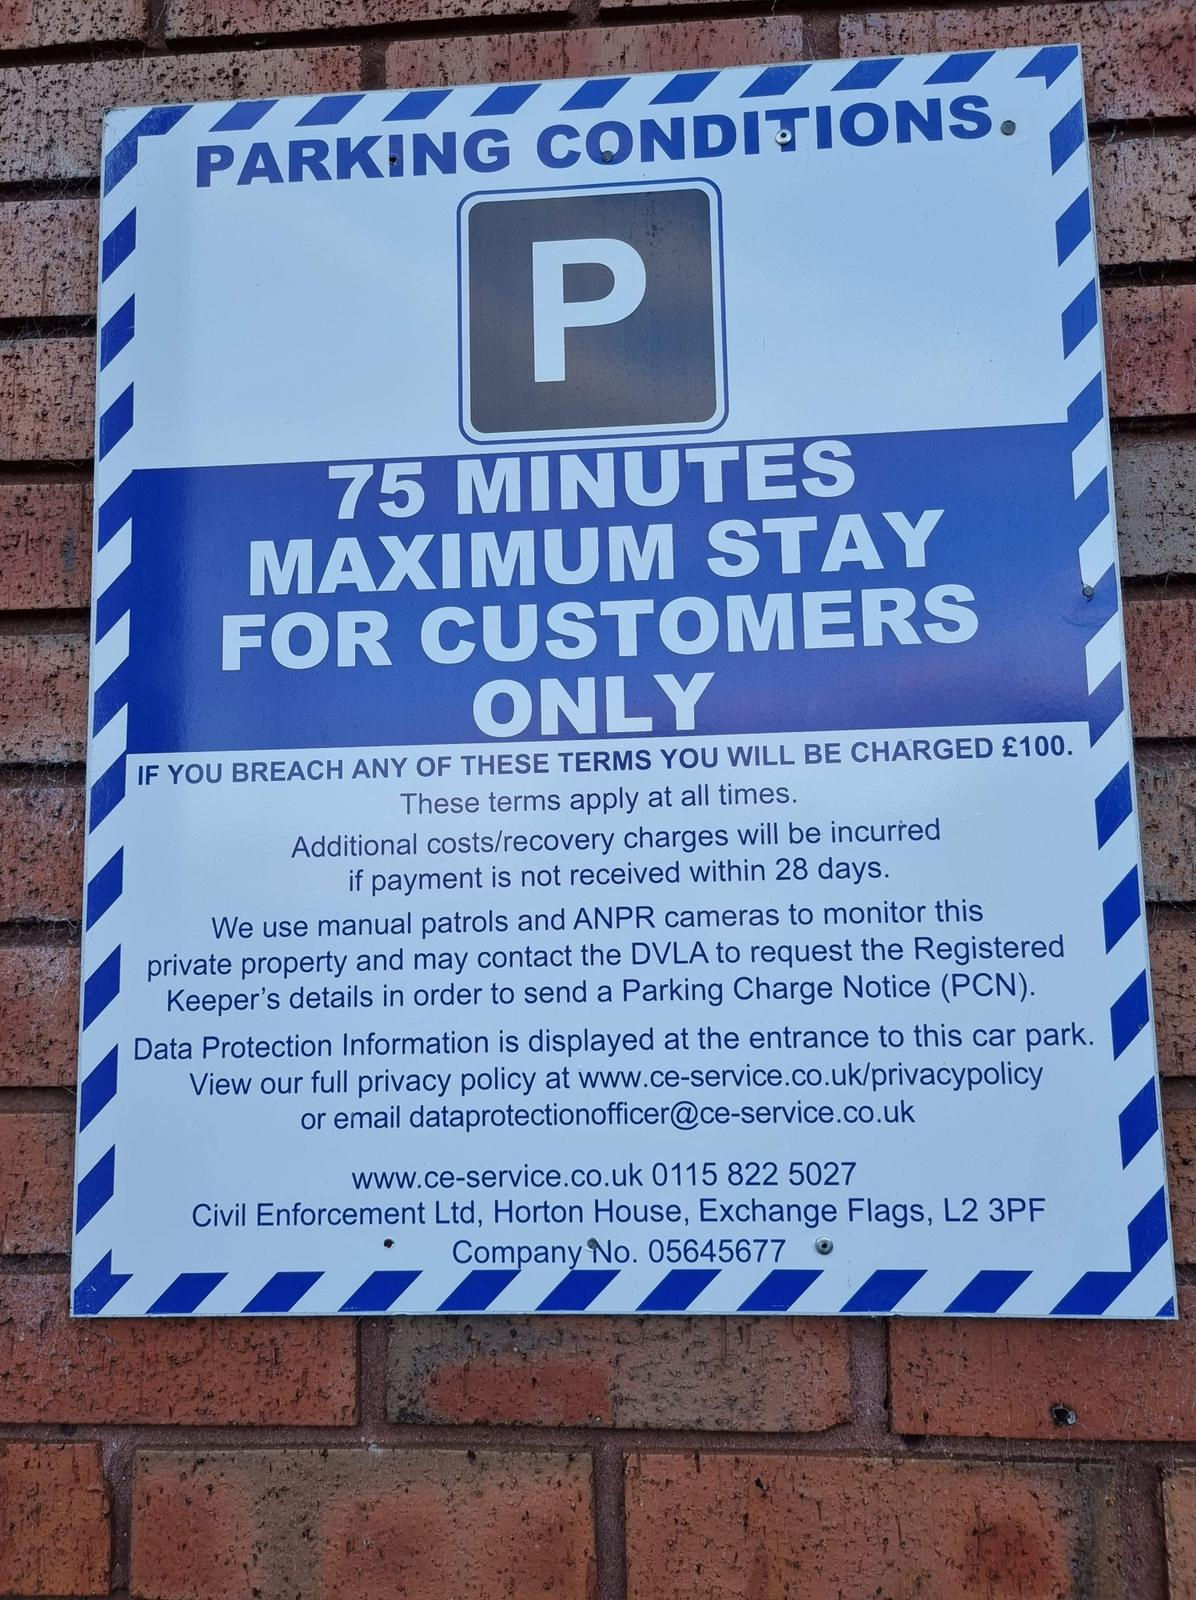 PARKING CONDITIONS
P
75 MINUTES
MAXIMUM STAY
FOR CUSTOMERS
ONLY
IF YOU BREACH ANY OF THESE TERMS YOU WILL BE CHARGED £100.
These terms apply at all times.
Additional costs/recovery charges will be incurred
if payment is not received within 28 days.
We use manual patrols and ANPR cameras to monitor this
private property and may contact the DVLA to request the Registered
Keeper's details in order to send a Parking Charge Notice (PCN).
Data Protection Information is displayed at the entrance to this car park.
View our full privacy policy at www.ce-service.co.uk/privacypolicy
or email dataprotectionofficer@ce-service.co.uk
www.ce-service.co.uk 0115 822 5027
Civil Enforcement Ltd, Horton House, Exchange Flags, L2 3PF
Company No. 05645677